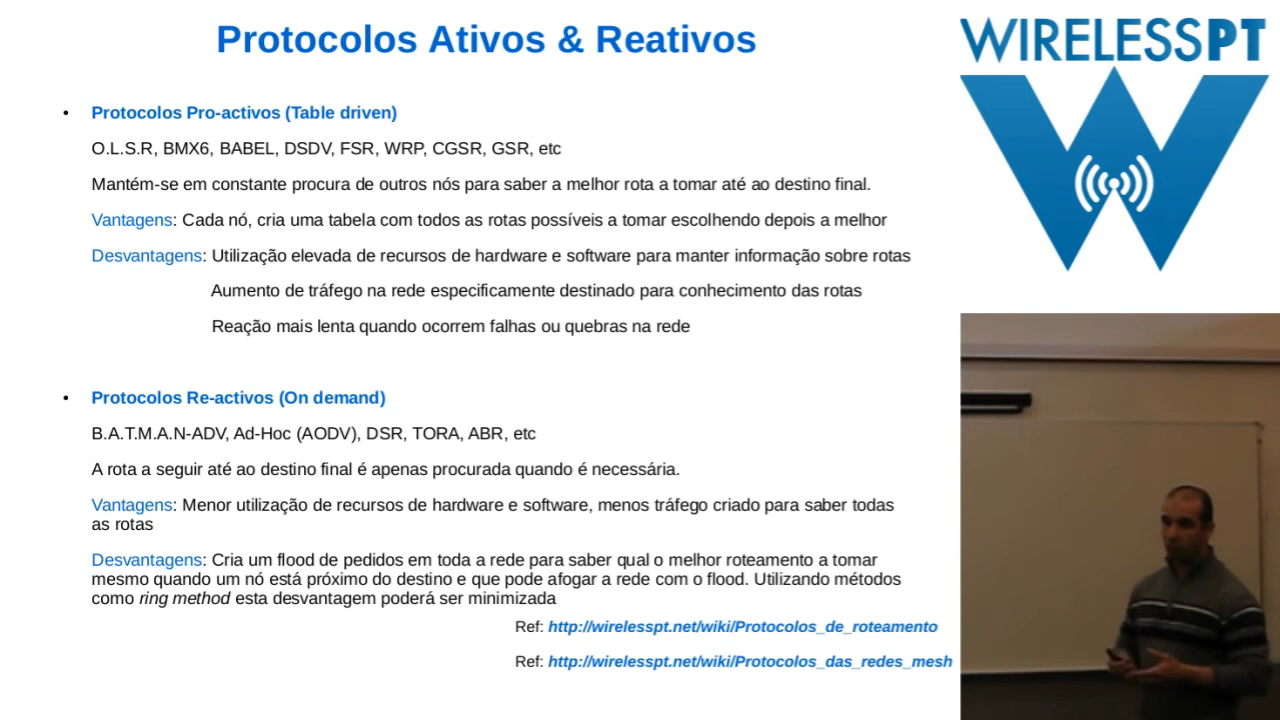 Protocolos Ativos & Reativos
WIRELESSPT
• Protocolos Pro-activos (Table driven)
O.L.S.R, BMX6, BABEL, DSDV, FSR, WRP, CGSR, GSR, etc
Mantém-se em constante procura de outros nós para saber a melhor rota a tomar até ao destino final.
Vantagens: Cada nó, cria uma tabela com todos as rotas possíveis a tomar escolhendo depois a melhor
Desvantagens: Utilização elevada de recursos de hardware e software para manter informação sobre rotas
Aumento de tráfego na rede especificamente destinado para conhecimento das rotas
Reação mais lenta quando ocorrem falhas ou quebras na rede
• Protocolos Re-activos (On demand)
B.A.T.M.A.N-ADV, Ad-Hoc (AODV), DSR, TORA, ABR, etc
A rota a seguir até ao destino final é apenas procurada quando é necessária.
Vantagens: Menor utilização de recursos de hardware e software, menos tráfego criado para saber todas
as rotas
Desvantagens: Cria um flood de pedidos em toda a rede para saber qual o melhor roteamento a tomar
mesmo quando um nó está próximo do destino e que pode afogar a rede com o flood. Utilizando métodos
como ring method esta desvantagem poderá ser minimizada
Ref: http://wirelesspt.net/wiki/Protocolos_de_roteamento
Ref: http://wirelesspt.net/wiki/Protocolos_das_redes_mesh